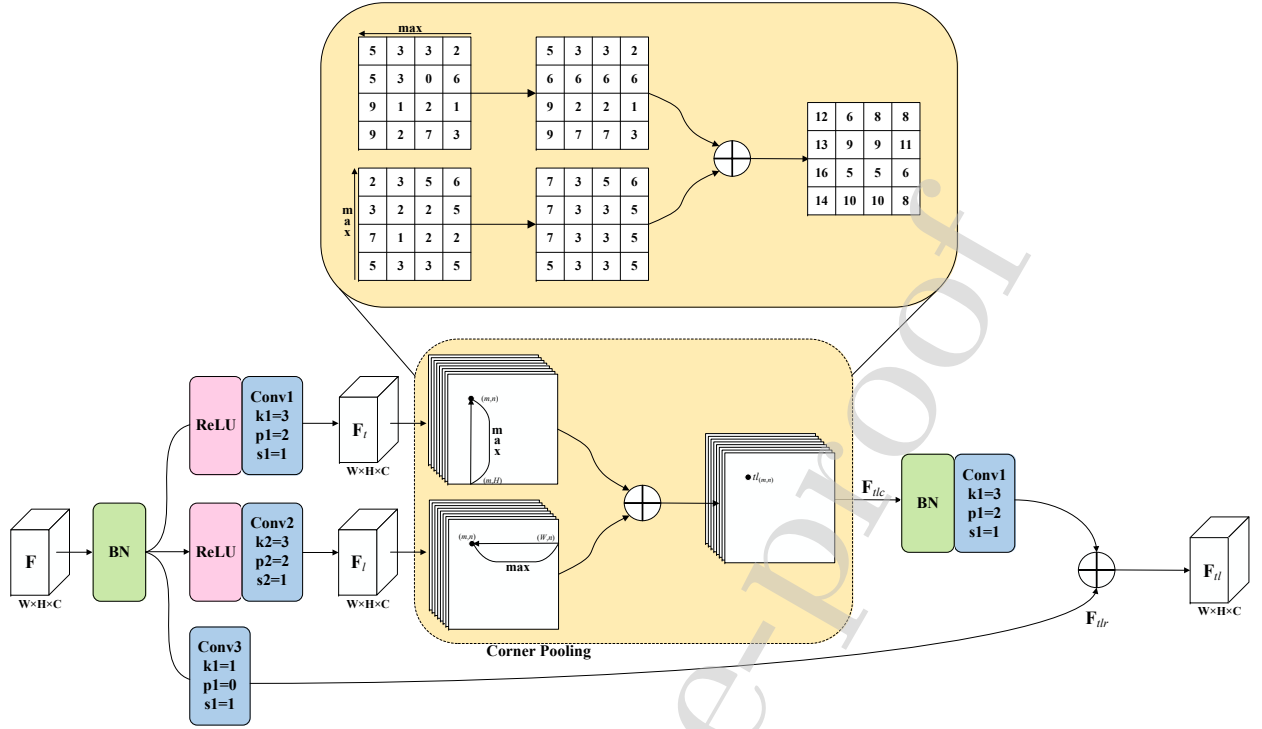 max
5 3 3 2
5 3 0 6
9 1 2 1
9 2 7 3
5 3 3 2
6 6 6 6
9 2 2 1
9 7 7 3
12 6 8 8
13 9 9 11
16 5 5 6
14 10 10 8
max
2 3 5 6
3 2 2 5
7 1 2 2
5 3 3 5
7 3 5 6
7 3 3 5
7 3 3 5
5 3 3 5
ReLU
Conv1
k1=3
p1=2
s1=1
Ft
W×H×C
(m,n)
max
(m,H)
F
W×H×C
BN
ReLU
Conv2
k2=3
p2=2
s2=1
Fl
W×H×C
(m,n)
(W,n)
max
Corner Pooling
tl(m,n)
Ftlc
BN
Conv1
k1=3
p1=2
s1=1
Ftlr
Ftl
W×H×C
Conv3
k1=1
p1=0
s1=1
e-proof